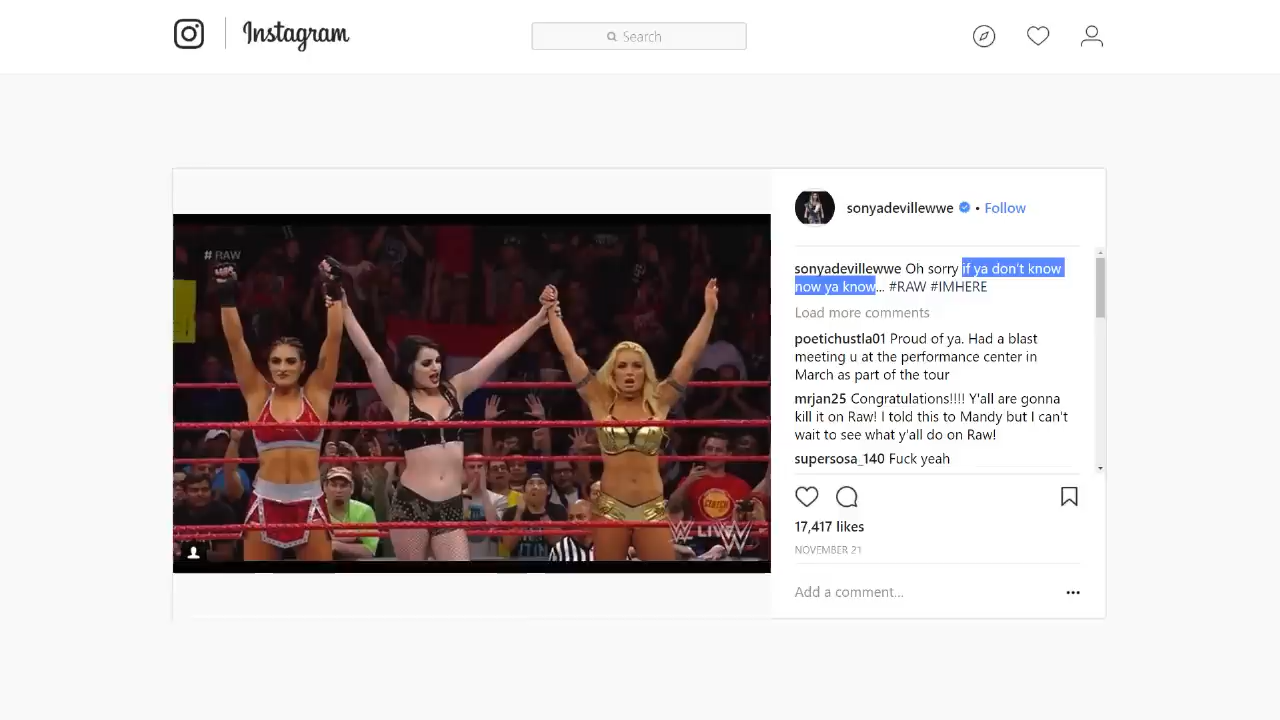 Instagram
Search
# RAW
LIVE
sonyadevillewwe • Follow
sonyadevillewwe Oh sorry if ya don't know
now ya know... #RAW #IMHERE
Load more comments
poetichustla01 Proud of ya. Had a blast
meeting u at the performance center in
March as part of the tour
mrjan25 Congratulations!!!! Y'all are gonna
kill it on Raw! I told this to Mandy but I can't
wait to see what y'all do on Raw!
supersosa_140 Fuck yeah
17,417 likes
NOVEMBER 21
Add a comment...